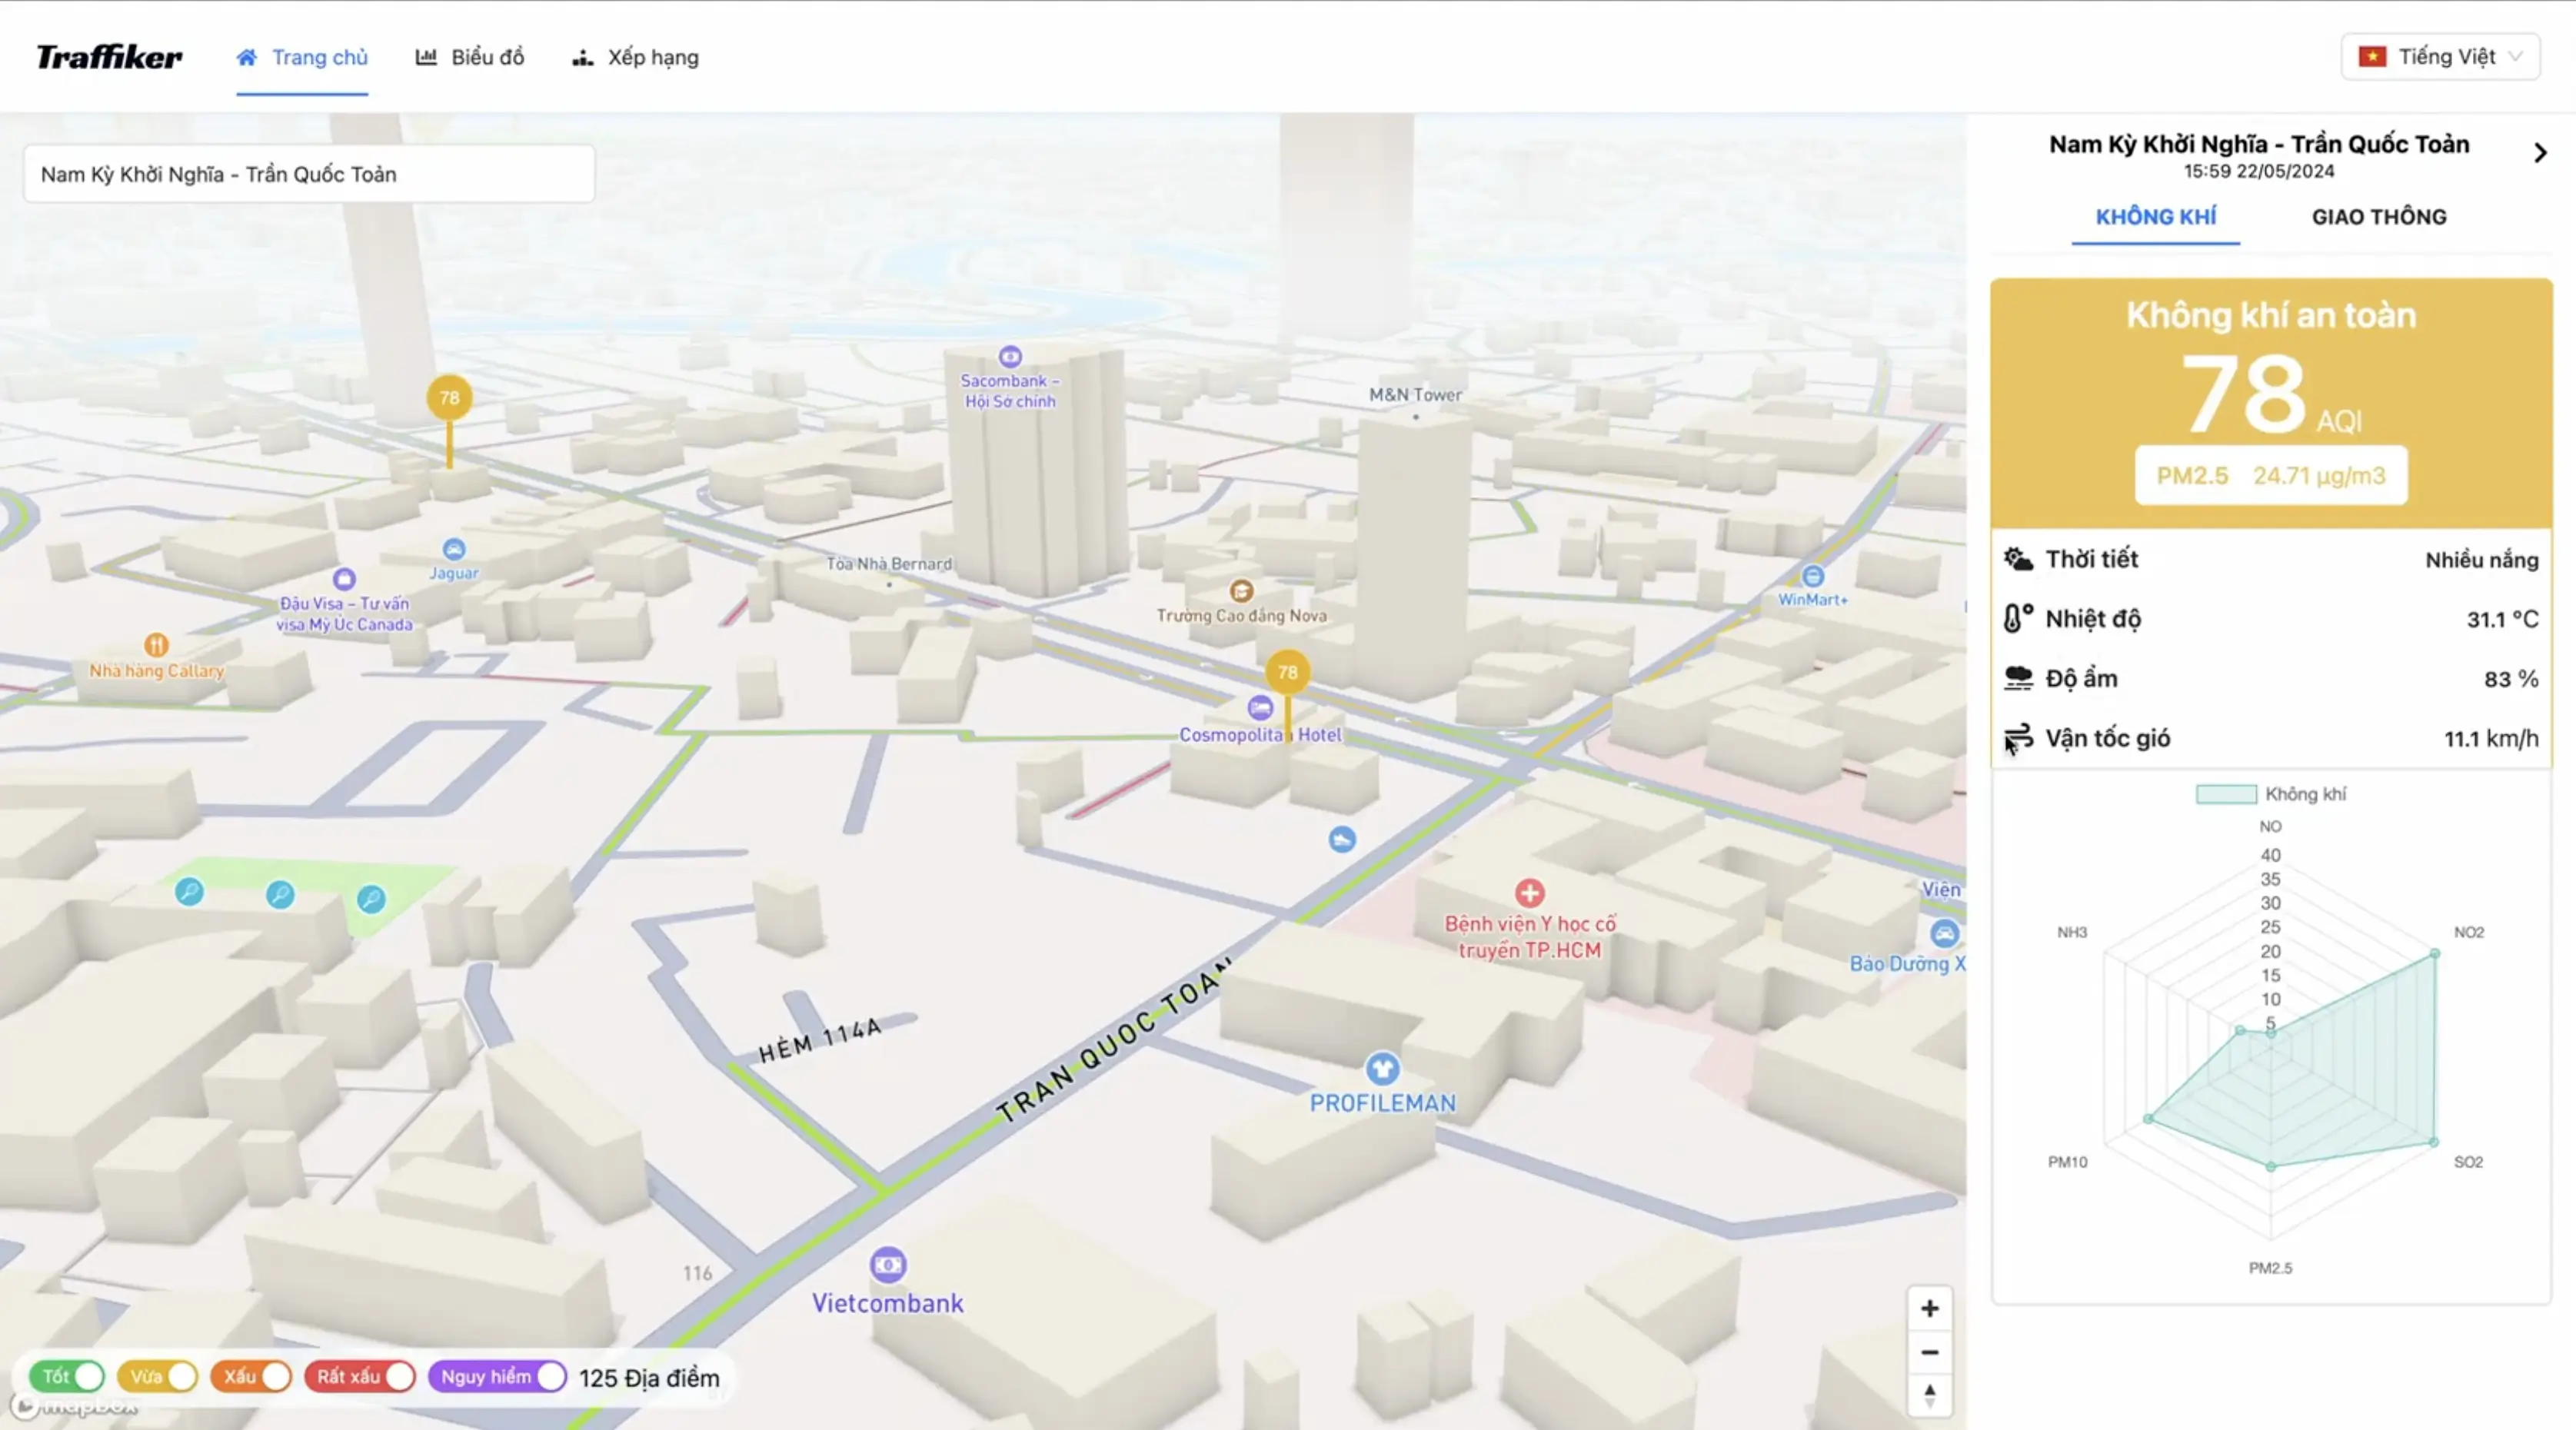 Traffiker
Trang chủ
Biểu đồ
Xếp hạng
Tiếng Việt
Nam Kỳ Khởi Nghĩa - Trần Quốc Toản
78
Sacombank –
Hội Sở chính
M&N Tower
Jaguar
Tòa Nhà Bernard
Đậu Visa – Tư vấn
visa Mỹ Úc Canada
Nhà hàng Callary
Trường Cao đẳng Nova
WinMart+
78
Cosmopolitan Hotel
Viện
Bệnh viện Y học cổ
truyền TP.HCM
Bảo Dưỡng X
HẺM 114A
TRAN QUOC TOAN
PROFILEMAN
116
Vietcombank
Tốt
Vừa
Xấu
Rất xấu
Nguy hiểm
125 Địa điểm
mapbox
Nam Kỳ Khởi Nghĩa - Trần Quốc Toản
15:59 22/05/2024
KHÔNG KHÍ
GIAO THÔNG
Không khí an toàn
78 AQI
PM2.5 24.71 µg/m3
Thời tiết Nhiều nắng
Nhiệt độ 31.1 °C
Độ ẩm 83 %
Vận tốc gió 11.1 km/h
Không khí
NO
40
35
30
25
20
15
10
5
NH3
NO2
PM10
SO2
PM2.5